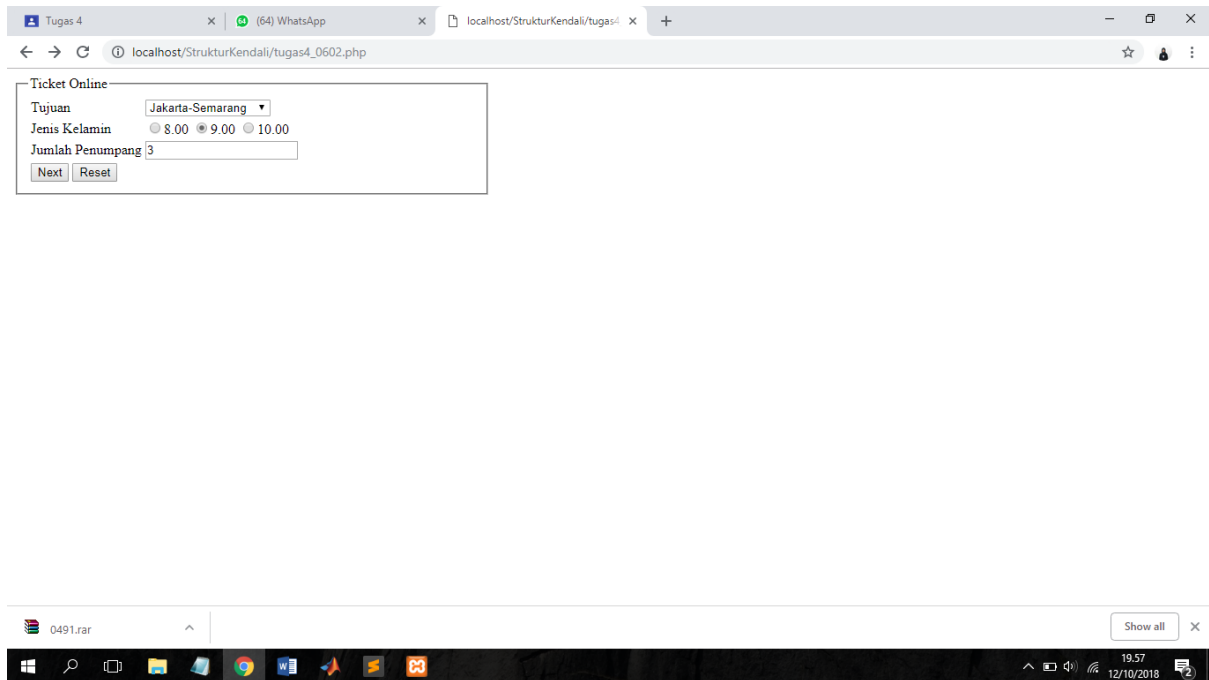 Tugas 4
(64) WhatsApp
localhost/StrukturKendali/tugas4
localhost/StrukturKendali/tugas4_0602.php
Ticket Online
Tujuan Jakarta-Semarang
Jenis Kelamin 8.00 9.00 10.00
Jumlah Penumpang 3
Next Reset
0491.rar
Show all
19.57
12/10/2018
2